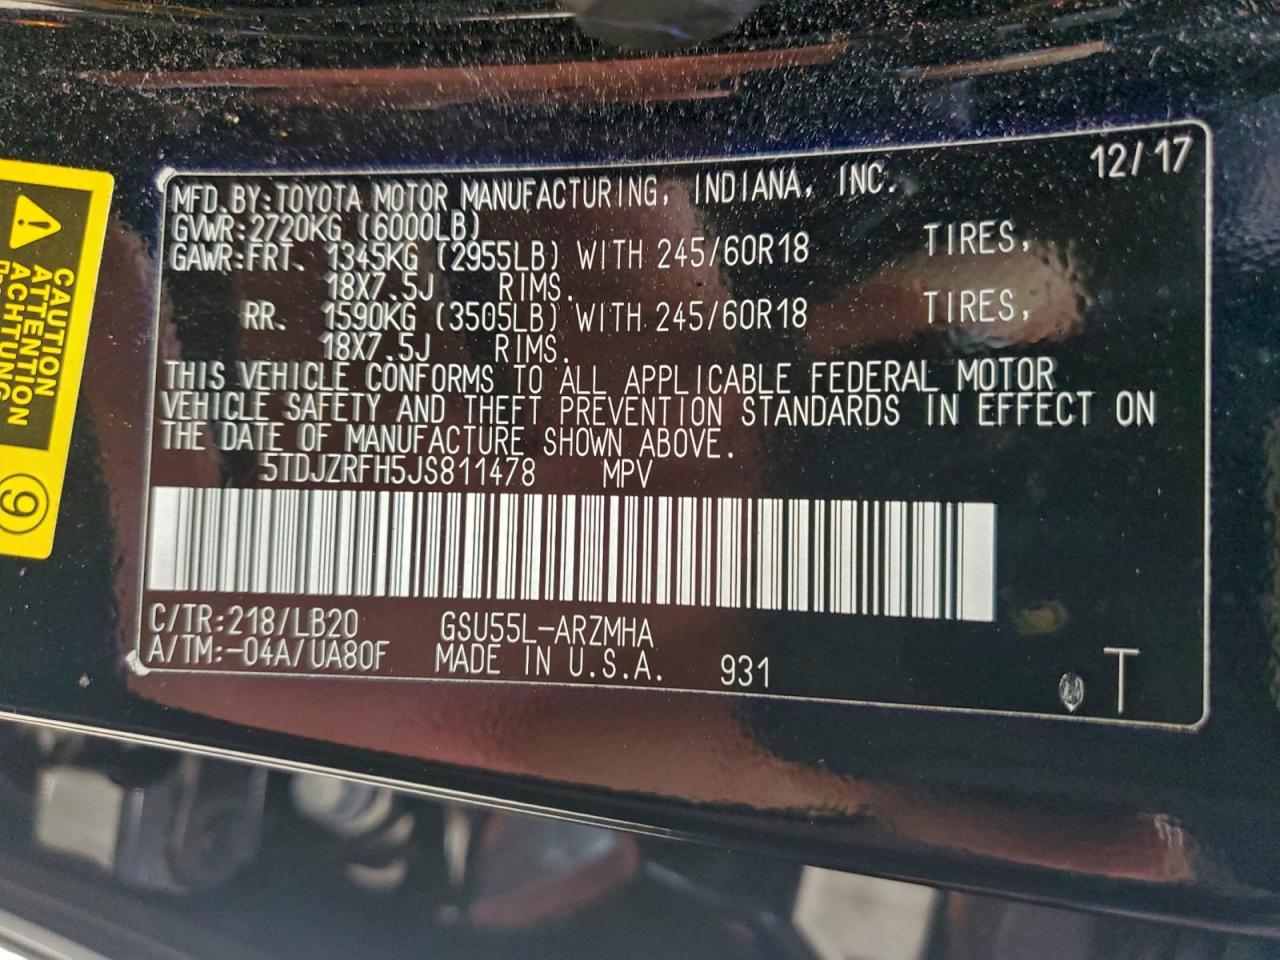 12/17
MFD.BY:TOYOTA MOTOR MANUFACTURING, INDIANA, INC.
GVWR:2720KG (6000LB)
GAWR:FRT. 1345KG (2955LB) WITH 245/60R18 TIRES,
18X7.5J RIMS.
RR. 1590KG (3505LB) WITH 245/60R18 TIRES,
18X7.5J RIMS.
THIS VEHICLE CONFORMS TO ALL APPLICABLE FEDERAL MOTOR
VEHICLE SAFETY AND THEFT PREVENTION STANDARDS IN EFFECT ON
THE DATE OF MANUFACTURE SHOWN ABOVE.
5TDJZRFH5JS811478 MPV
C/TR:218/LB20 GSU55L-ARZMHA
A/TM:-04A/UA80F MADE IN U.S.A. 931
T
CAUTION
ATTENTION
ACHTUNG
9